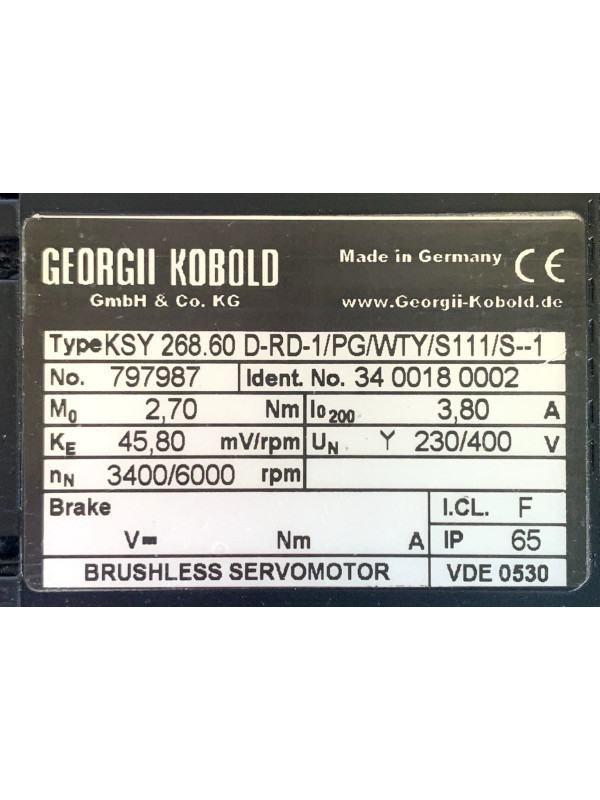 GEORGII KOBOLD
GmbH & Co. KG
Made in Germany CE
www.Georgii-Kobold.de
Type KSY 268.60 D-RD-1/PG/WTY/S111/S--1
No. 797987 Ident. No. 34 0018 0002
M0 2,70 Nm Io 200 3,80 A
KE 45,80 mV/rpm UN Y 230/400 V
nN 3400/6000 rpm
Brake I.CL. F
V= Nm A IP 65
BRUSHLESS SERVOMOTOR VDE 0530